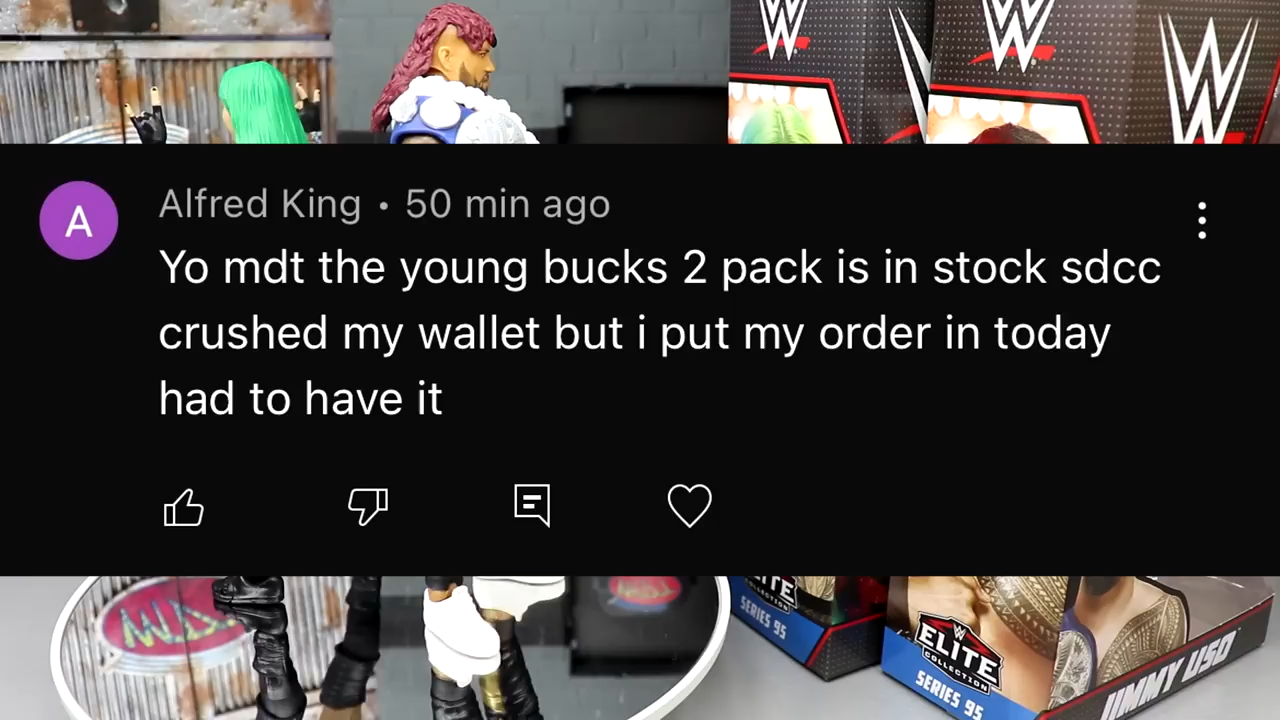 W
W
W
Alfred King • 50 min ago
A
Yo mdt the young bucks 2 pack is in stock sdcc
crushed my wallet but i put my order in today
had to have it
M.D.T.
SERIES 95
ELITE
COLLECTION
SERIES 95
JIMMY USO